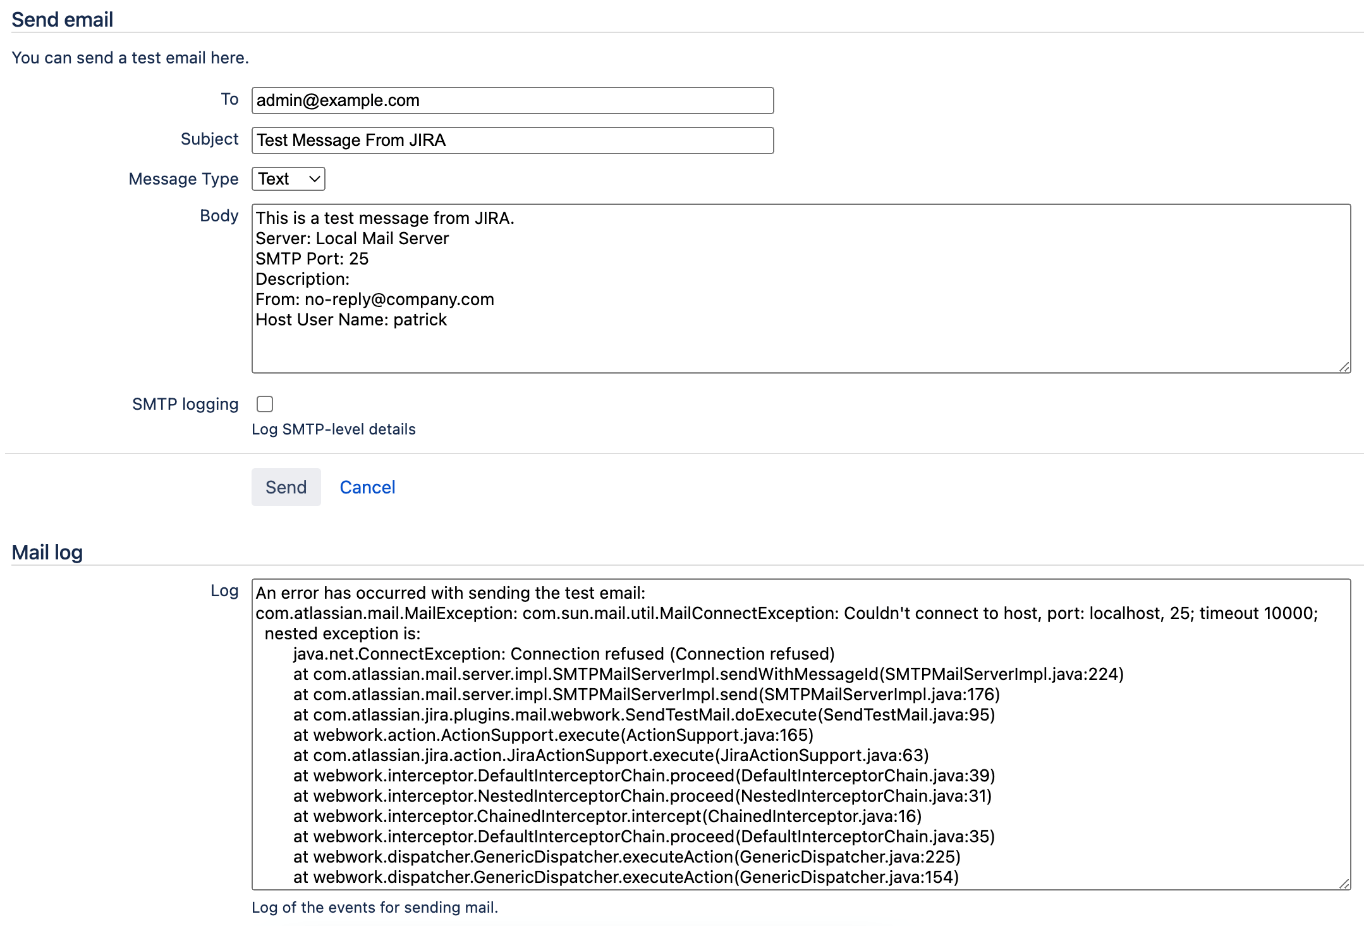 Send email
You can send a test email here.
To admin@example.com
Subject Test Message From JIRA
Message Type Text
Body This is a test message from JIRA.
Server: Local Mail Server
SMTP Port: 25
Description:
From: no-reply@company.com
Host User Name: patrick
SMTP logging
Log SMTP-level details
Send Cancel
Mail log
Log An error has occurred with sending the test email:
com.atlassian.mail.MailException: com.sun.mail.util.MailConnectException: Couldn't connect to host, port: localhost, 25; timeout 10000;
nested exception is:
java.net.ConnectException: Connection refused (Connection refused)
at com.atlassian.mail.server.impl.SMTPMailServerImpl.sendWithMessageId(SMTPMailServerImpl.java:224)
at com.atlassian.mail.server.impl.SMTPMailServerImpl.send(SMTPMailServerImpl.java:176)
at com.atlassian.jira.plugins.mail.webwork.SendTestMail.doExecute(SendTestMail.java:95)
at webwork.action.ActionSupport.execute(ActionSupport.java:165)
at com.atlassian.jira.action.JiraActionSupport.execute(JiraActionSupport.java:63)
at webwork.interceptor.DefaultInterceptorChain.proceed(DefaultInterceptorChain.java:39)
at webwork.interceptor.NestedInterceptorChain.proceed(NestedInterceptorChain.java:31)
at webwork.interceptor.ChainedInterceptor.intercept(ChainedInterceptor.java:16)
at webwork.interceptor.DefaultInterceptorChain.proceed(DefaultInterceptorChain.java:35)
at webwork.dispatcher.GenericDispatcher.executeAction(GenericDispatcher.java:225)
at webwork.dispatcher.GenericDispatcher.executeAction(GenericDispatcher.java:154)
Log of the events for sending mail.